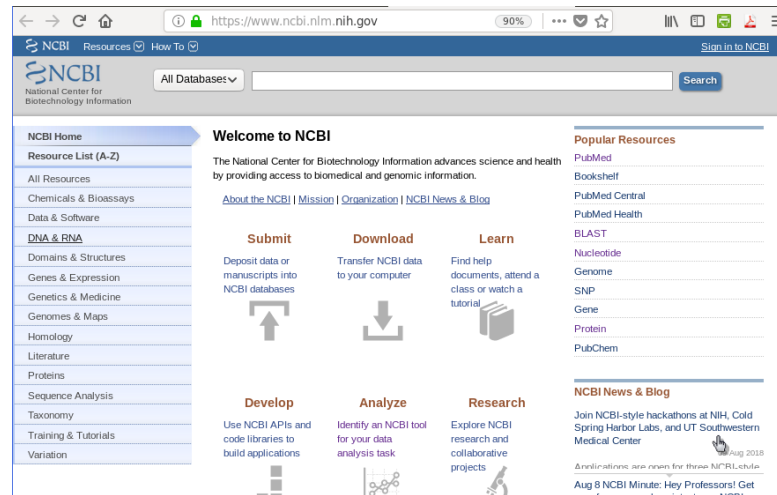 https://www.ncbi.nlm.nih.gov
90%
NCBI Resources How To
Sign in to NCBI
NCBI
National Center for
Biotechnology Information
All Databases
Search
NCBI Home
Resource List (A-Z)
All Resources
Chemicals & Bioassays
Data & Software
DNA & RNA
Domains & Structures
Genes & Expression
Genetics & Medicine
Genomes & Maps
Homology
Literature
Proteins
Sequence Analysis
Taxonomy
Training & Tutorials
Variation
Welcome to NCBI
The National Center for Biotechnology Information advances science and health
by providing access to biomedical and genomic information.
About the NCBI | Mission | Organization | NCBI News & Blog
Submit
Deposit data or
manuscripts into
NCBI databases
Download
Transfer NCBI data
to your computer
Learn
Find help
documents, attend a
class or watch a
tutorial
Develop
Use NCBI APIs and
code libraries to
build applications
Analyze
Identify an NCBI tool
for your data
analysis task
Research
Explore NCBI
research and
collaborative
projects
Popular Resources
PubMed
Bookshelf
PubMed Central
PubMed Health
BLAST
Nucleotide
Genome
SNP
Gene
Protein
PubChem
NCBI News & Blog
Join NCBI-style hackathons at NIH, Cold
Spring Harbor Labs, and UT Southwestern
Medical Center
Aug 2018
Applications are open for three NCBI-style
Aug 8 NCBI Minute: Hey Professors! Get